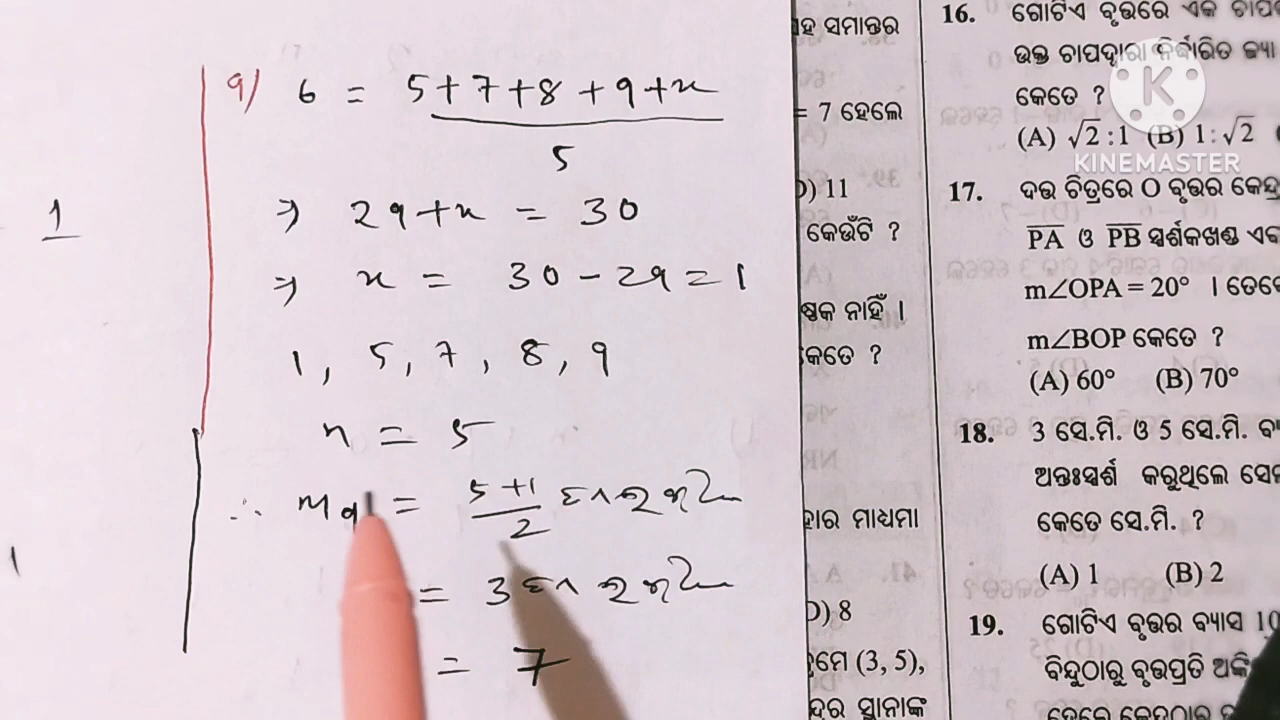 9) 6 = 5+7+8+9+x
5
⇒ 29+x = 30
⇒ x = 30-29=1
1, 5, 7, 8, 9
n = 5
∴ = 5+1
2
= 3
= 7
1
1
ସମାନ୍ତର
= 7 ହେଲେ
D) 11
କେଉଁଟି ?
ନାହିଁ ।
କେତେ ?
ମାଧ୍ୟମା
D) 8
(3, 5),
ସ୍ଥାନାଙ୍କ
16. ଗୋଟିଏ ବୃତ୍ତରେ ଏକ
ଉକ୍ତ ଚାପଦ୍ୱାରା ନିର୍ଦ୍ଧାରିତ ଜ୍ୟା
କେତେ ?
(A) √2 : 1 (B) 1 : √2
K
KINEMASTER
17. ଦତ୍ତ ଚିତ୍ରରେ O ବୃତ୍ତର କେନ୍ଦ୍ର
PA ଓ PB ସ୍ପର୍ଶକଖଣ୍ଡ
m∠OPA = 20° ।
m∠BOP କେତେ ?
(A) 60° (B) 70°
18. 3 ସେ.ମି. ଓ 5 ସେ.ମି.
ଅନ୍ତଃସ୍ପର୍ଶ କରୁଥିଲେ
କେତେ ସେ.ମି. ?
(A) 1 (B) 2
19. ଗୋଟିଏ ବୃତ୍ତର ବ୍ୟାସ 10
ବିନ୍ଦୁଠାରୁ ବୃତ୍ତପ୍ରତି
ହେଲେ